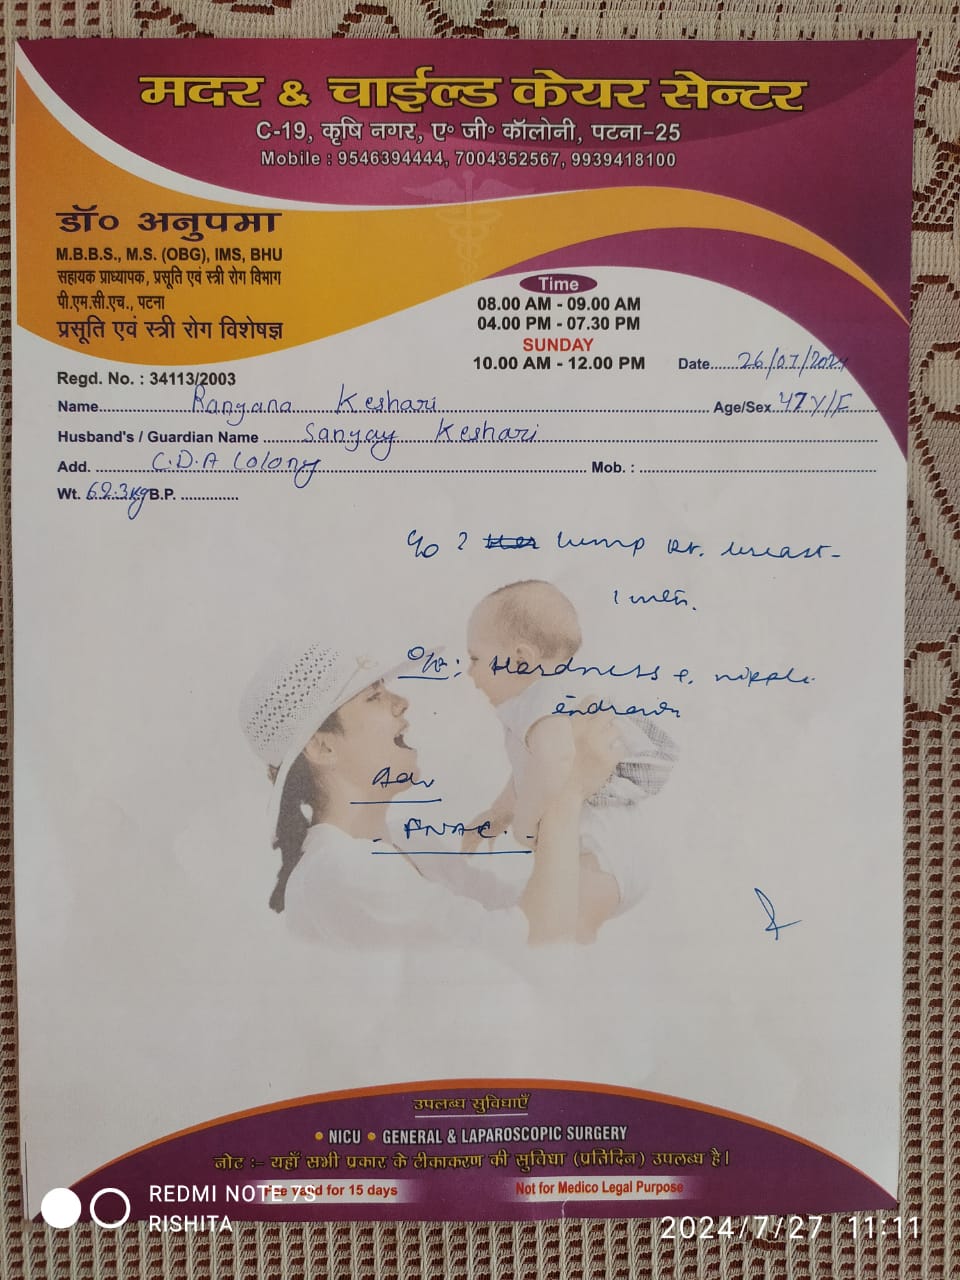 मदर & चाईल्ड केयर सेन्टर
C-19, कृषि नगर, ए० जी० कॉलोनी, पटना-25
Mobile : 9546394444, 7004352567, 9939418100
डॉ० अनुपमा
M.B.B.S., M.S. (OBG), IMS, BHU
सहायक प्राध्यापक, प्रसूति एवं स्त्री रोग विभाग
पी.एम.सी.एच., पटना
प्रसूति एवं स्त्री रोग विशेषज्ञ
Regd. No. : 34113/2003
Time
08.00 AM - 09.00 AM
04.00 PM - 07.30 PM
SUNDAY
10.00 AM - 12.00 PM
Date...... 26/07/2024
Name.......... Ranjana Keshari .......... Age/Sex 47Y/F
Husband's / Guardian Name .......... Sanjay Keshari
Add. .......... C.D.A Colony .......... Mob. : ..........
Wt. 62.3kg B.P. ..............
c/o ? lump Rt. breast-
1 mth.
O/E: Hardness c. nipple
indrawn
Adv
- FNAC. -
उपलब्ध सुविधाएँ
• NICU • GENERAL & LAPAROSCOPIC SURGERY
नोट :- यहाँ सभी प्रकार के टीकाकरण की सुविधा (प्रतिदिन) उपलब्ध है।
valid for 15 days
Not for Medico Legal Purpose
REDMI NOTE 7S
RISHITA
2024/7/27 11:11